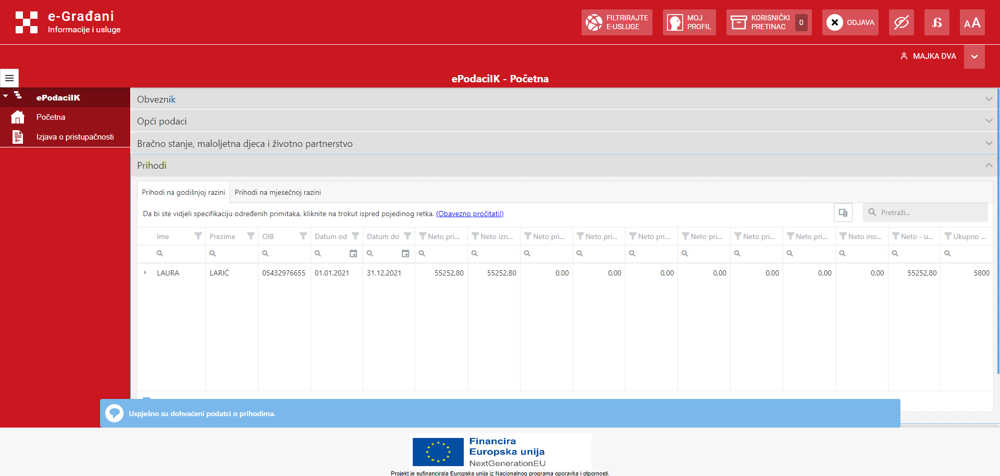 e-Građani
Informacije i usluge
FILTRIRAJTE
E-USLUGE
MOJ
PROFIL
KORISNIČKI
PRETINAC
0
ODJAVA
AA
MAJKA DVA
ePodaciIK - Početna
ePodaciIK
Početna
Izjava o pristupačnosti
Obveznik
Opći podaci
Bračno stanje, maloljetna djeca i životno partnerstvo
Prihodi
Prihodi na godišnjoj razini Prihodi na mjesečnoj razini
Da bi ste vidjeli specifikaciju određenih primitaka, kliknite na trokut ispred pojedinog retka. (Obavezno pročitati!)
Pretraži...
Ime Prezime OIB Datum od Datum do Neto pri... Neto izn... Neto pri... Neto pri... Neto pri... Neto pri... Neto pri... Neto pri... Neto ino... Neto - u... Ukupno ...
LAURA LARIĆ 05432976655 01.01.2021 31.12.2021 55252,80 55252,80 0,00 0,00 0,00 0,00 0,00 0,00 0,00 55252,80 5800
Uspješno su dohvaćeni podatci o prihodima.
Financira
Europska unija
NextGenerationEU
Projekt je sufinancirala Europska unija iz Nacionalnog programa oporavka i otpornosti.